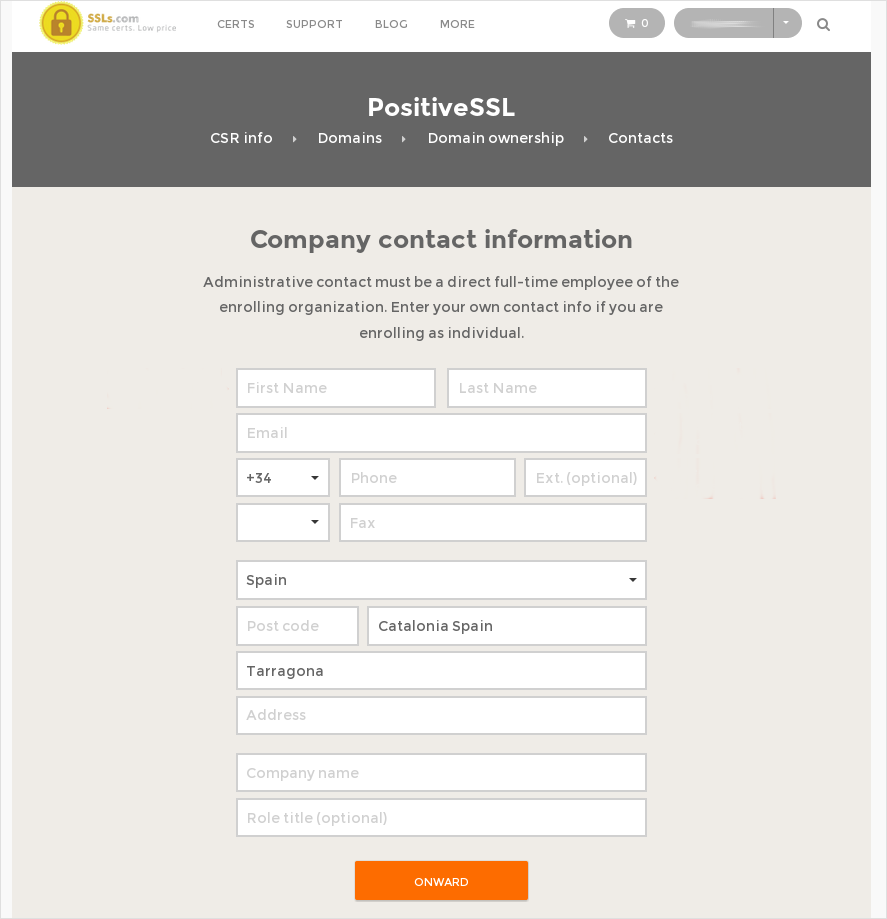 SSLs.com
Same certs. Low price
CERTS SUPPORT BLOG MORE 0
PositiveSSL
CSR info Domains Domain ownership Contacts
Company contact information
Administrative contact must be a direct full-time employee of the
enrolling organization. Enter your own contact info if you are
enrolling as individual.
First Name Last Name
Email
+34 Phone Ext. (optional)
Fax
Spain
Post code Catalonia Spain
Tarragona
Address
Company name
Role title (optional)
ONWARD